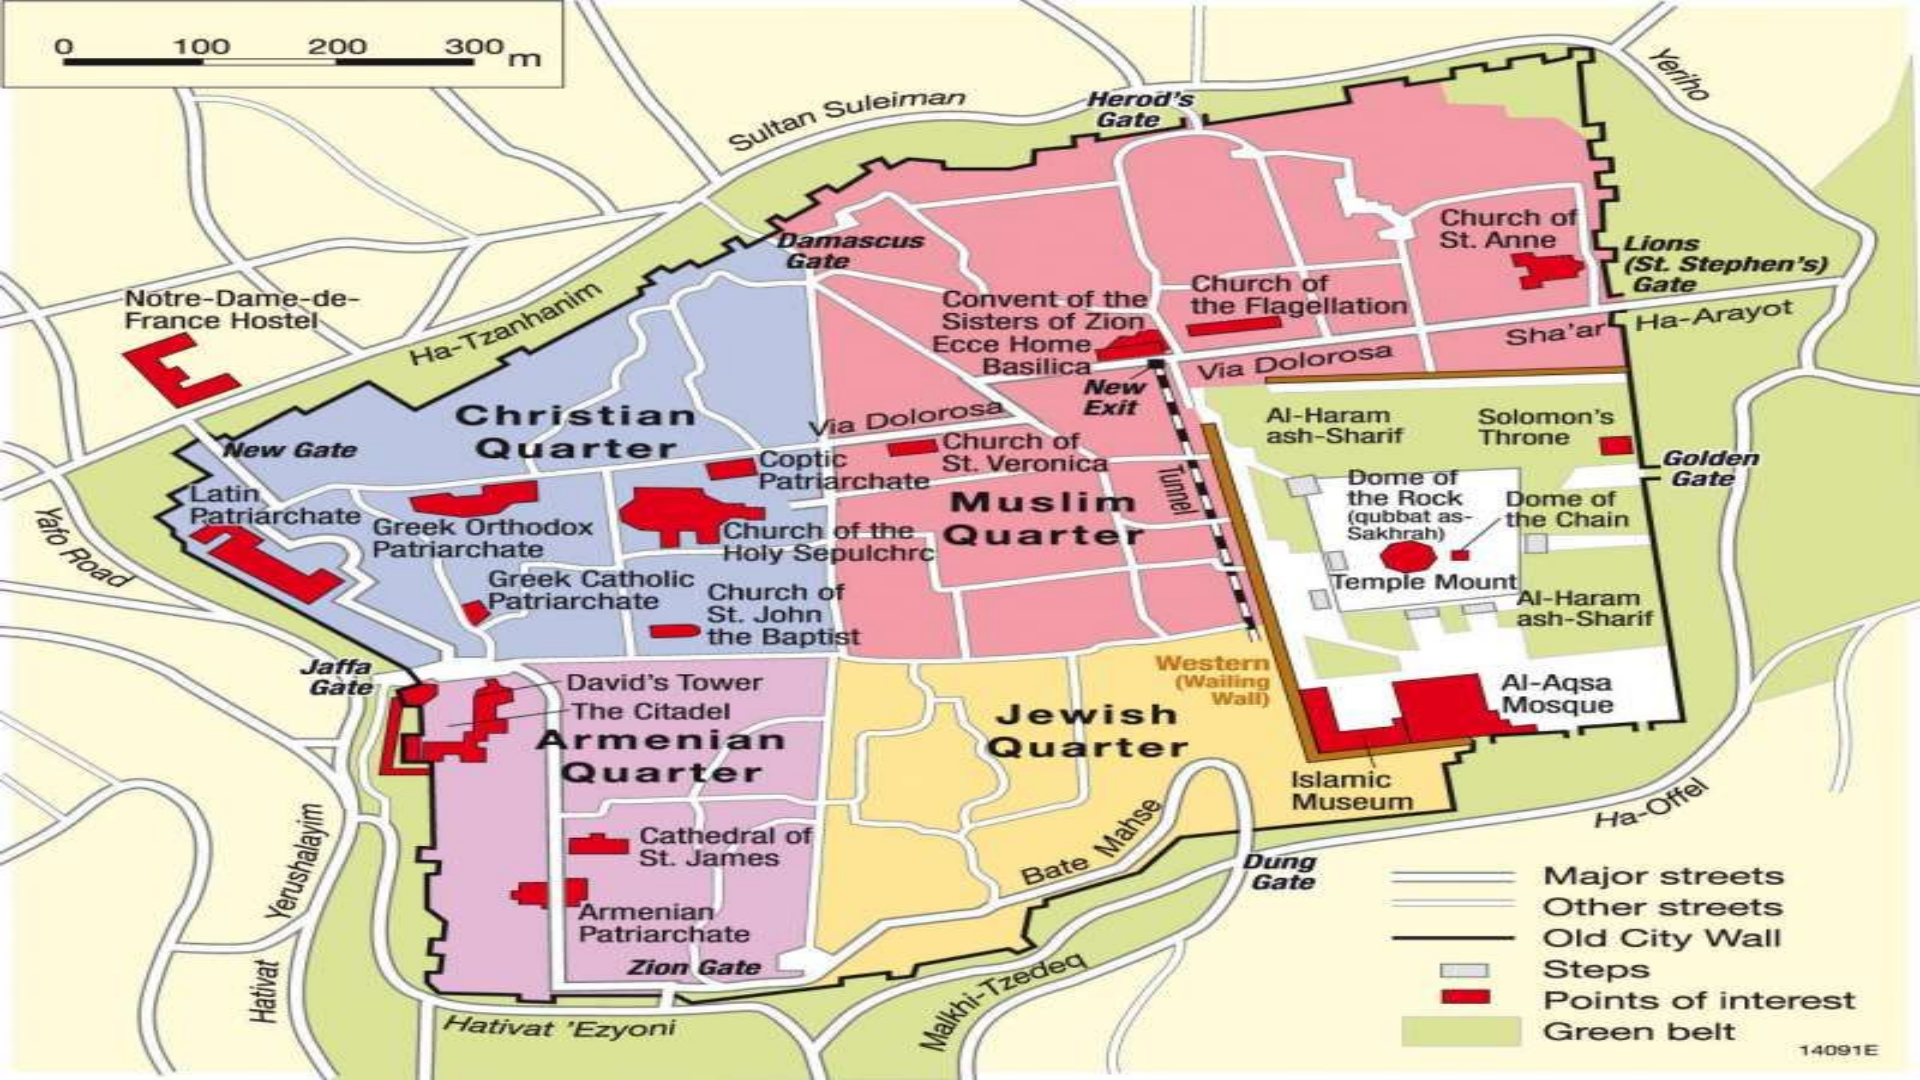 0 100 200 300 m
Sultan Suleiman
Herod's
Gate
Yeriho
Damascus
Gate
Church of
St. Anne
Lions
(St. Stephen's)
Gate
Notre-Dame-de-
France Hostel
Ha-Tzanhanim
Convent of the
Sisters of Zion
Ecce Home
Basilica
Church of
the Flagellation
Sha'ar
Ha-Arayot
Via Dolorosa
New
Exit
Christian
Quarter
New Gate
Via Dolorosa
Church of
St. Veronica
Coptic
Patriarchate
Al-Haram
ash-Sharif
Solomon's
Throne
Golden
Gate
Latin
Patriarchate
Greek Orthodox
Patriarchate
Church of the
Holy Sepulchrc
Muslim
Quarter
Tunnel
Dome of
the Rock
(qubbat as-
Sakhrah)
Dome of
the Chain
Yafo Road
Greek Catholic
Patriarchate
Church of
St. John
the Baptist
Temple Mount
Al-Haram
ash-Sharif
Jaffa
Gate
David's Tower
The Citadel
Armenian
Quarter
Western
(Wailing
Wall)
Jewish
Quarter
Al-Aqsa
Mosque
Islamic
Museum
Ha-Offel
Cathedral of
St. James
Bate Mahse
Dung
Gate
Armenian
Patriarchate
Zion Gate
Hativat Yerushalayim
Hativat 'Ezyoni
Malkhi-Tzedeq
Major streets
Other streets
Old City Wall
Steps
Points of interest
Green belt
14091E